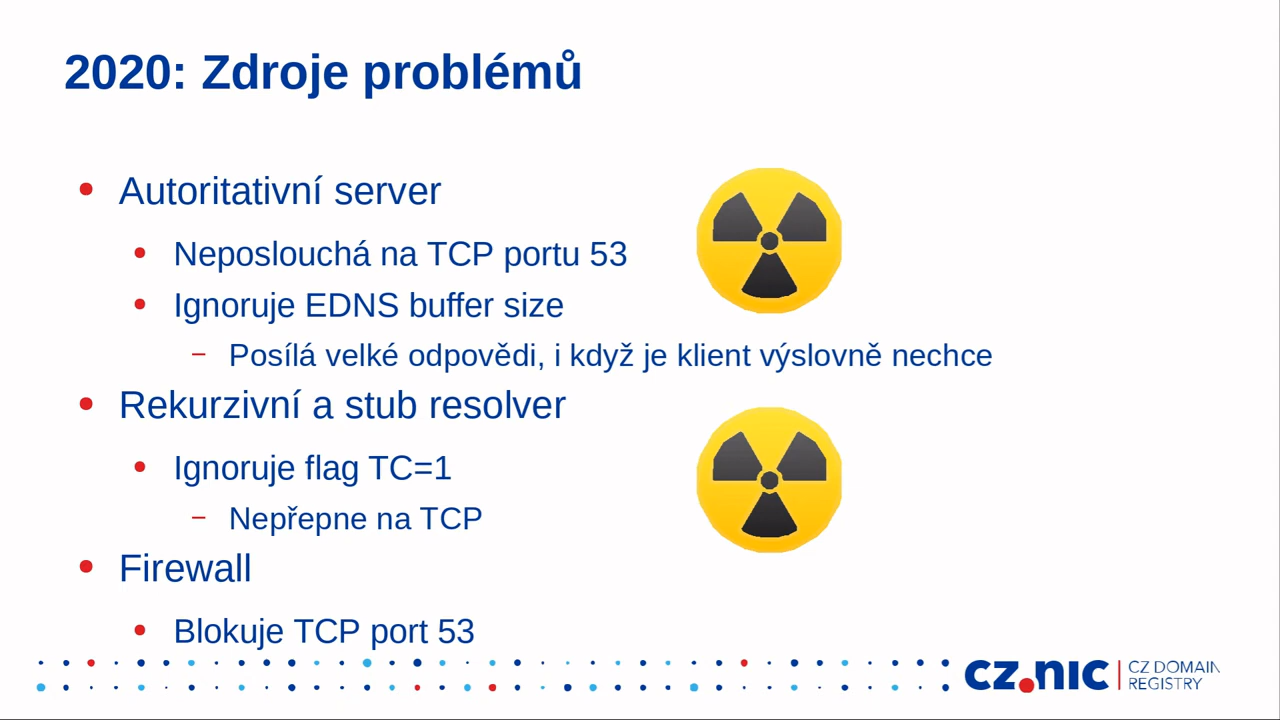 2020: Zdroje problémů
Autoritativní server
Neposlouchá na TCP portu 53
Ignoruje EDNS buffer size
Posílá velké odpovědi, i když je klient výslovně nechce
Rekurzivní a stub resolver
Ignoruje flag TC=1
Nepřepne na TCP
Firewall
Blokuje TCP port 53
CZ.NIC
CZ DOMAIN
REGISTRY